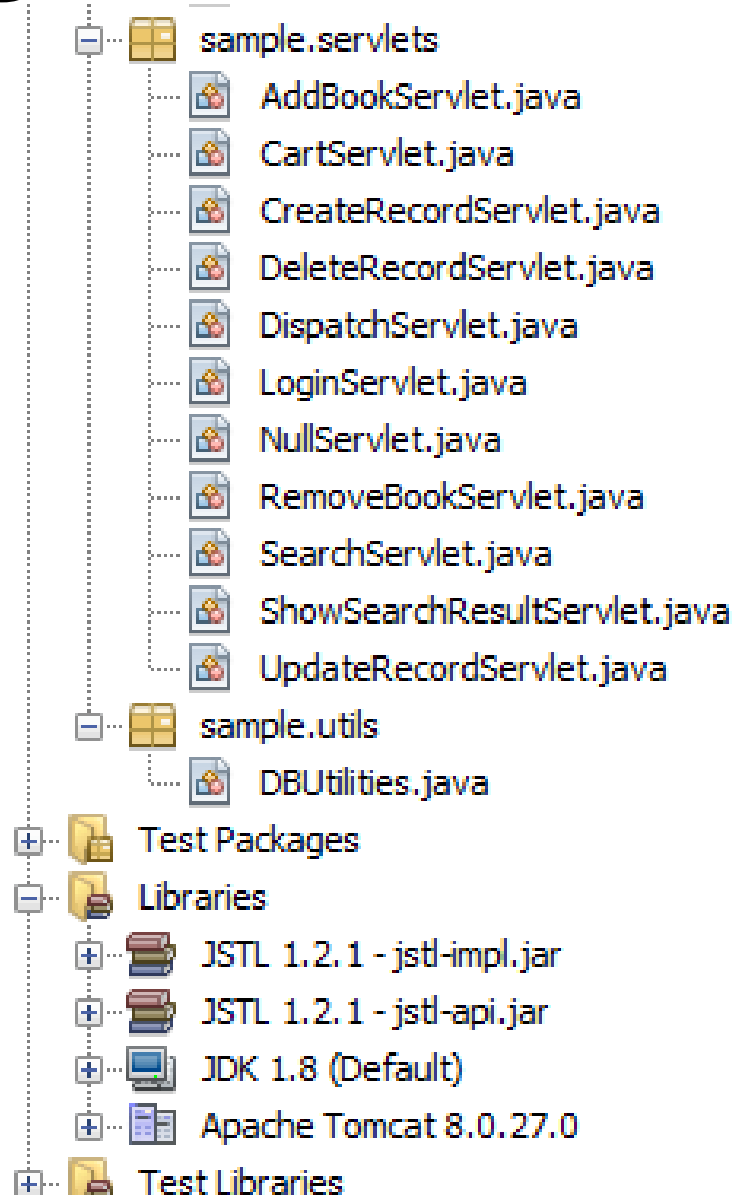 sample.servlets
AddBookServlet.java
CartServlet.java
CreateRecordServlet.java
DeleteRecordServlet.java
DispatchServlet.java
LoginServlet.java
NullServlet.java
RemoveBookServlet.java
SearchServlet.java
ShowSearchResultServlet.java
UpdateRecordServlet.java
sample.utils
DBUtilities.java
Test Packages
Libraries
JSTL 1.2.1 - jstl-impl.jar
JSTL 1.2.1 - jstl-api.jar
JDK 1.8 (Default)
Apache Tomcat 8.0.27.0
Test Libraries